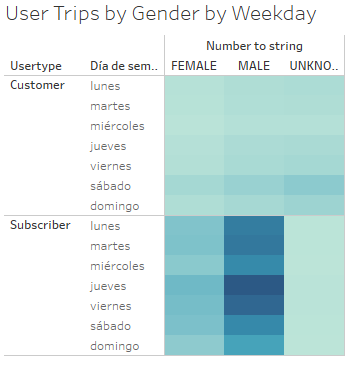 User Trips by Gender by Weekday
Number to string
Usertype Día de sem.. FEMALE MALE UNKNO..
Customer lunes
martes
miércoles
jueves
viernes
sábado
domingo
Subscriber lunes
martes
miércoles
jueves
viernes
sábado
domingo